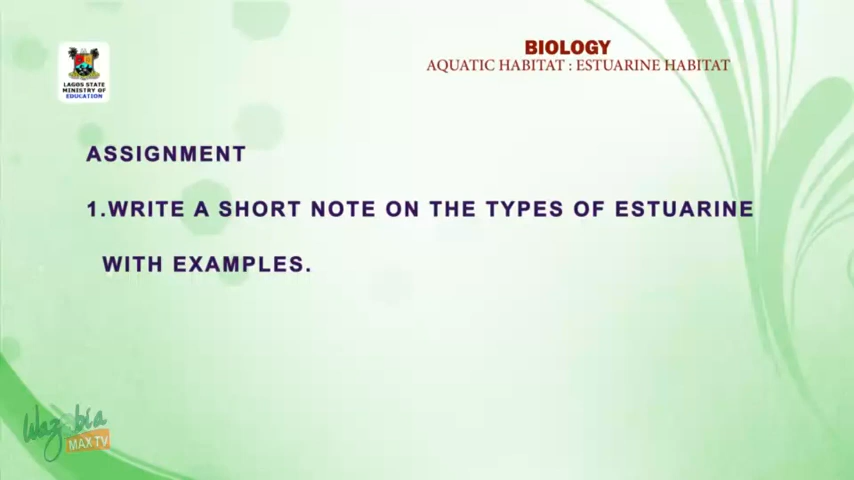 BIOLOGY
AQUATIC HABITAT : ESTUARINE HABITAT
LAGOS STATE
MINISTRY OF
EDUCATION
ASSIGNMENT
1.WRITE A SHORT NOTE ON THE TYPES OF ESTUARINE
WITH EXAMPLES.
Wazobia
MAX TV